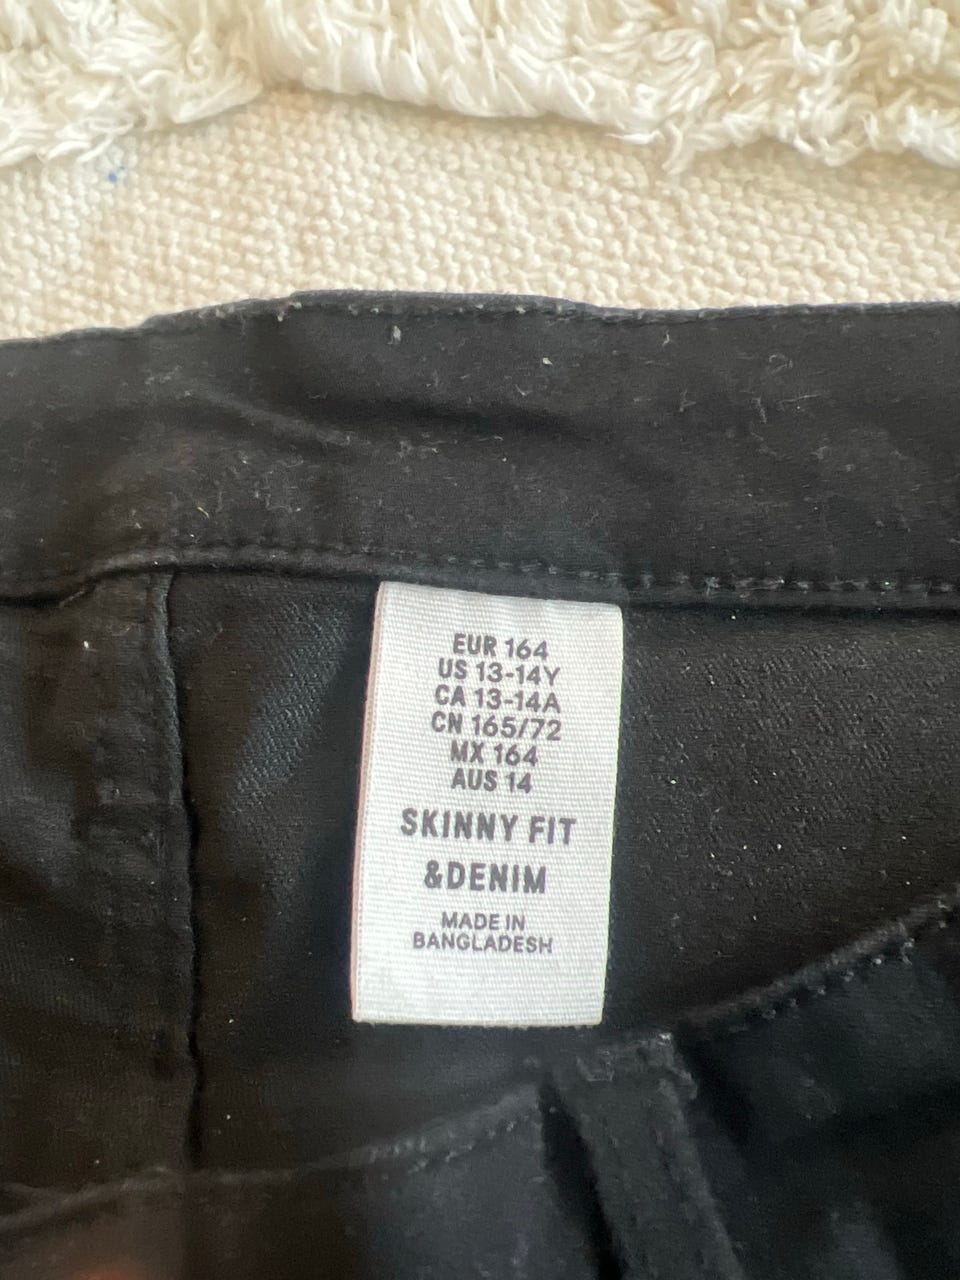 EUR 164
US 13-14Y
CA 13-14A
CN 165/72
MX 164
AUS 14
SKINNY FIT
&DENIM
MADE IN
BANGLADESH